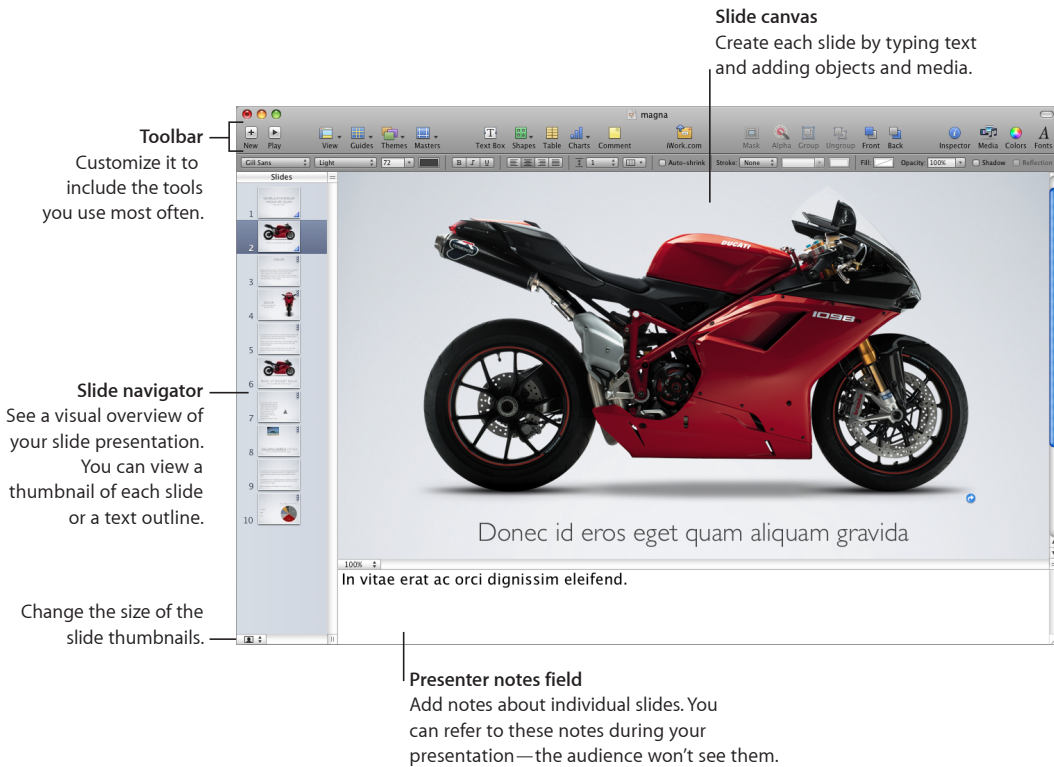 Slide canvas
Create each slide by typing text
and adding objects and media.
Toolbar
Customize it to
include the tools
you use most often.
magna
New Play View Guides Themes Masters Text Box Shapes Table Charts Comment iWork.com Mask Alpha Group Ungroup Front Back Inspector Media Colors Fonts
Gill Sans Light 72 B I U 1 Auto-shrink Stroke: None Fill: Opacity: 100% Shadow Reflection
Slides
1
2
3
4
5
6
7
8
9
10
DUCATI
1098
Slide navigator
See a visual overview of
your slide presentation.
You can view a
thumbnail of each slide
or a text outline.
Donec id eros eget quam aliquam gravida
100%
In vitae erat ac orci dignissim eleifend.
Change the size of the
slide thumbnails.
Presenter notes field
Add notes about individual slides. You
can refer to these notes during your
presentation—the audience won't see them.